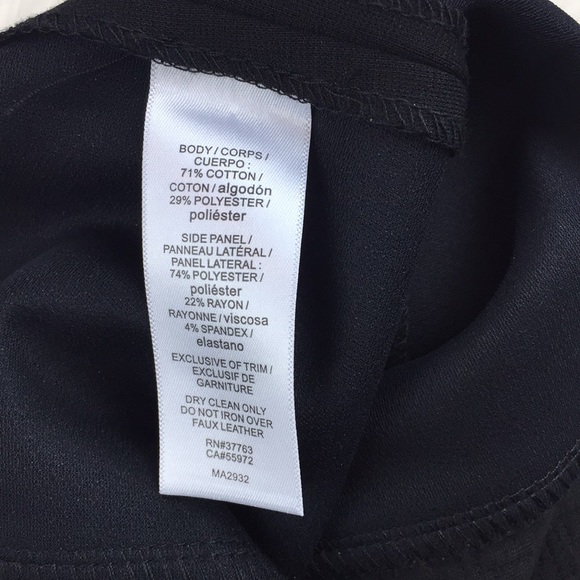 BODY / CORPS /
CUERPO :
71% COTTON /
COTON / algodón
29% POLYESTER /
poliéster
SIDE PANEL /
PANNEAU LATÉRAL /
PANEL LATERAL :
74% POLYESTER /
poliéster
22% RAYON /
RAYONNE / viscosa
4% SPANDEX /
elastano
EXCLUSIVE OF TRIM /
EXCLUSIF DE
GARNITURE
DRY CLEAN ONLY
DO NOT IRON OVER
FAUX LEATHER
RN#37763
CA#55972
MA2932